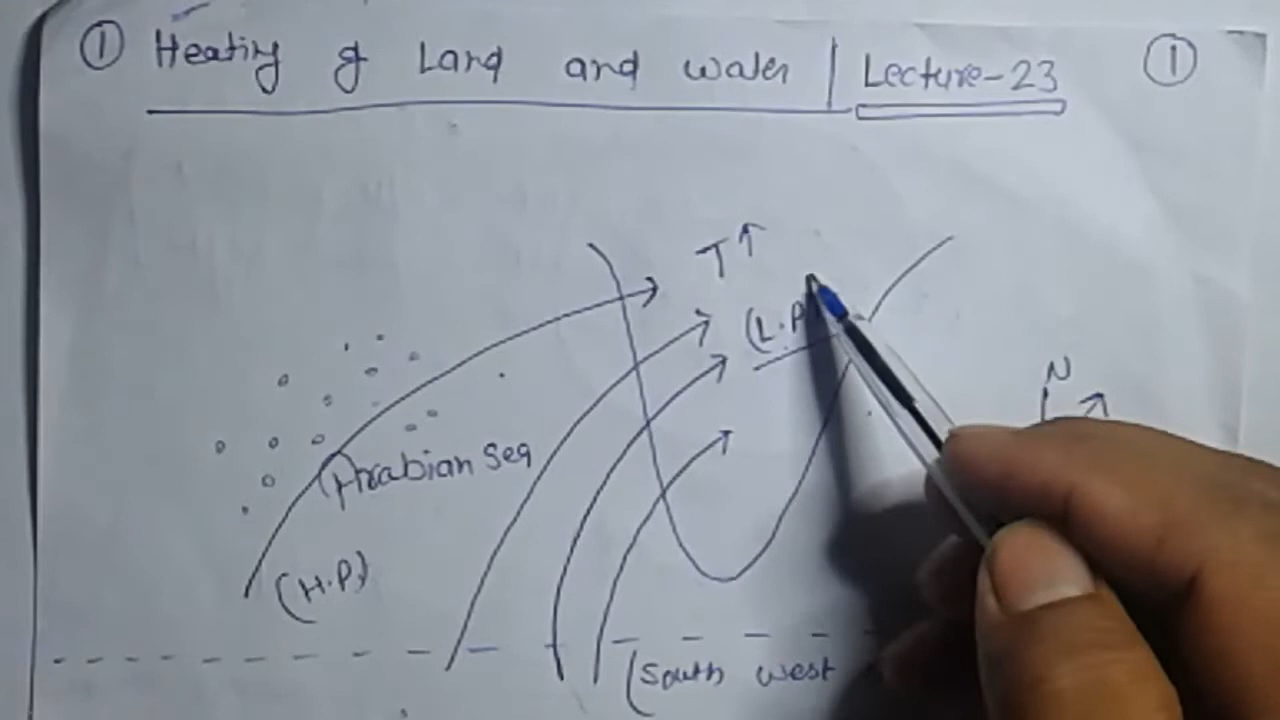 ① Heating of Land and water | Lecture-23 ①
T↑
(L.P
N
Arabian Sea
(H.P)
(South west